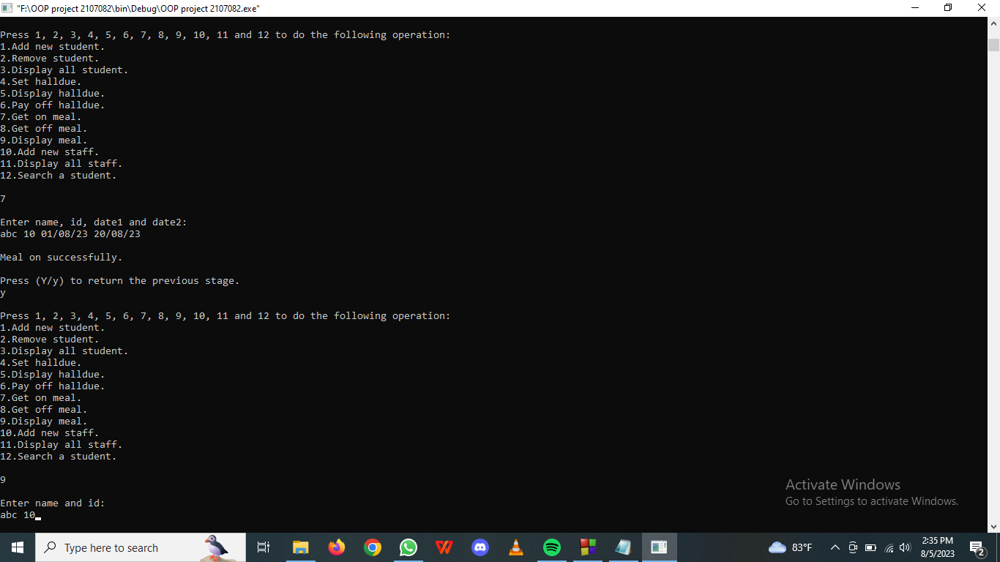 "F:\OOP project 2107082\bin\Debug\OOP project 2107082.exe"
Press 1, 2, 3, 4, 5, 6, 7, 8, 9, 10, 11 and 12 to do the following operation:
1.Add new student.
2.Remove student.
3.Display all student.
4.Set halldue.
5.Display halldue.
6.Pay off halldue.
7.Get on meal.
8.Get off meal.
9.Display meal.
10.Add new staff.
11.Display all staff.
12.Search a student.
7
Enter name, id, date1 and date2:
abc 10 01/08/23 20/08/23
Meal on successfully.
Press (Y/y) to return the previous stage.
y
Press 1, 2, 3, 4, 5, 6, 7, 8, 9, 10, 11 and 12 to do the following operation:
1.Add new student.
2.Remove student.
3.Display all student.
4.Set halldue.
5.Display halldue.
6.Pay off halldue.
7.Get on meal.
8.Get off meal.
9.Display meal.
10.Add new staff.
11.Display all staff.
12.Search a student.
9
Enter name and id:
abc 10
Activate Windows
Go to Settings to activate Windows.
Type here to search
83°F
2:35 PM
8/5/2023
2